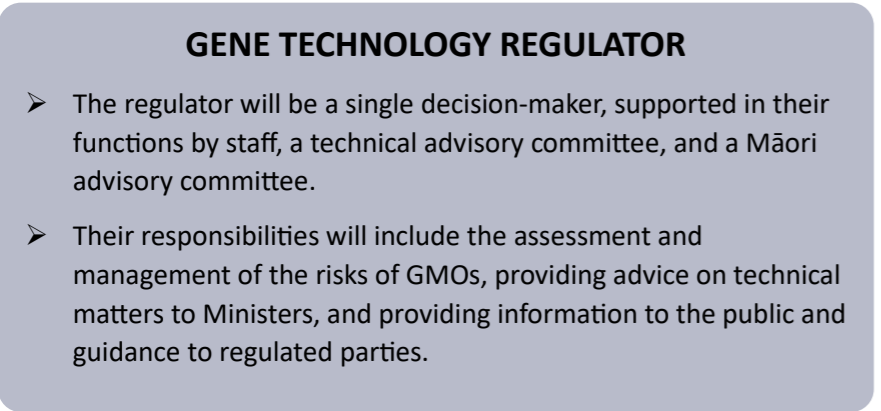 GENE TECHNOLOGY REGULATOR
➢ The regulator will be a single decision-maker, supported in their
functions by staff, a technical advisory committee, and a Māori
advisory committee.
➢ Their responsibilities will include the assessment and
management of the risks of GMOs, providing advice on technical
matters to Ministers, and providing information to the public and
guidance to regulated parties.